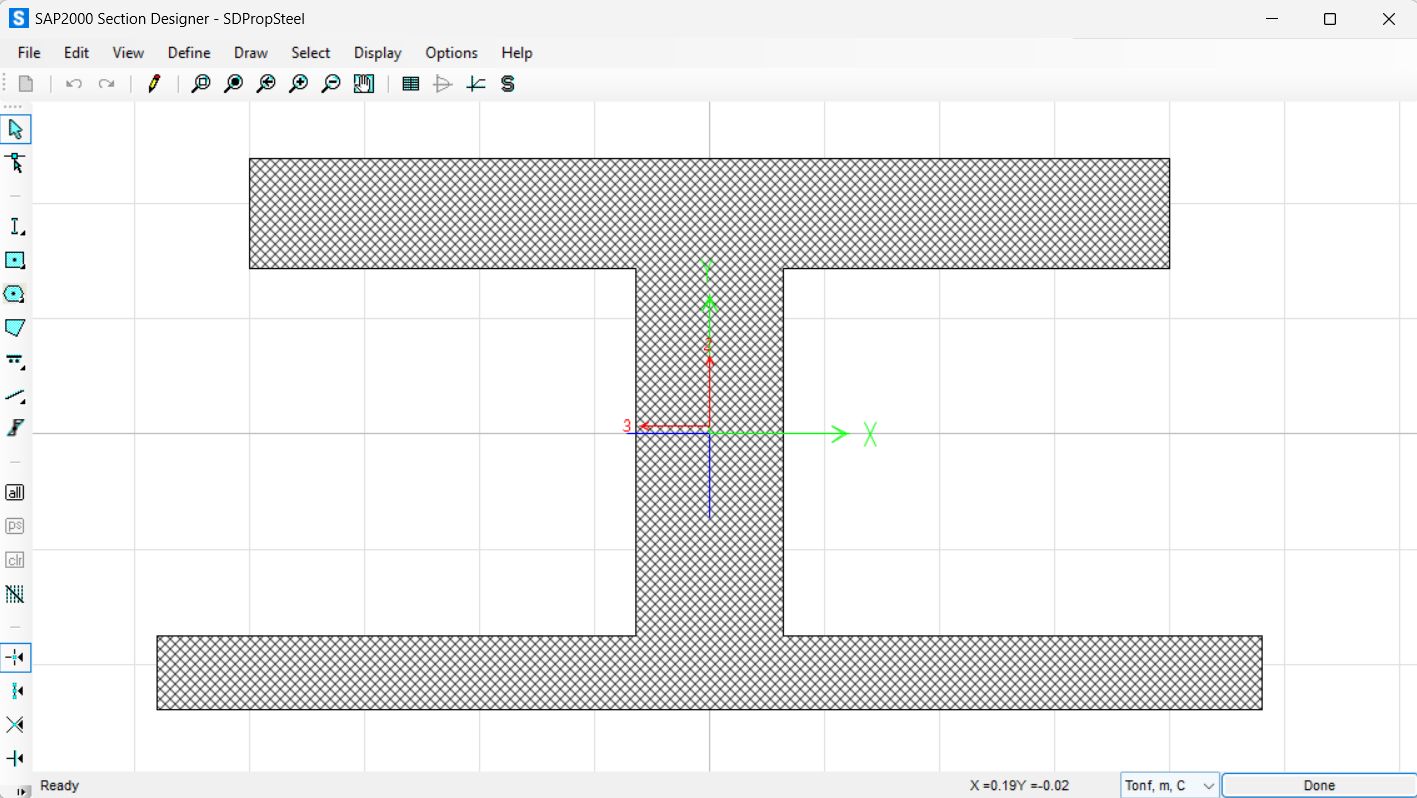 SAP2000 Section Designer - SDPropSteel
File Edit View Define Draw Select Display Options Help
S
Y
2
3
X
all
ps
clr
Ready
X =0.19Y =-0.02
Tonf, m, C
Done